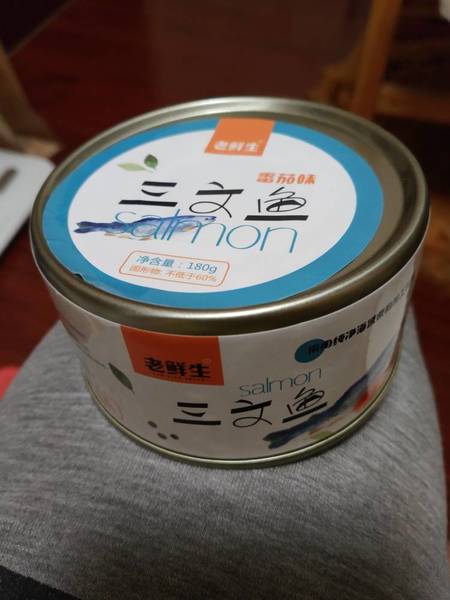 老鲜生
番茄味
三文鱼
salmon
净含量：180g
固形物：不低于60%
老鲜生
salmon
三文鱼